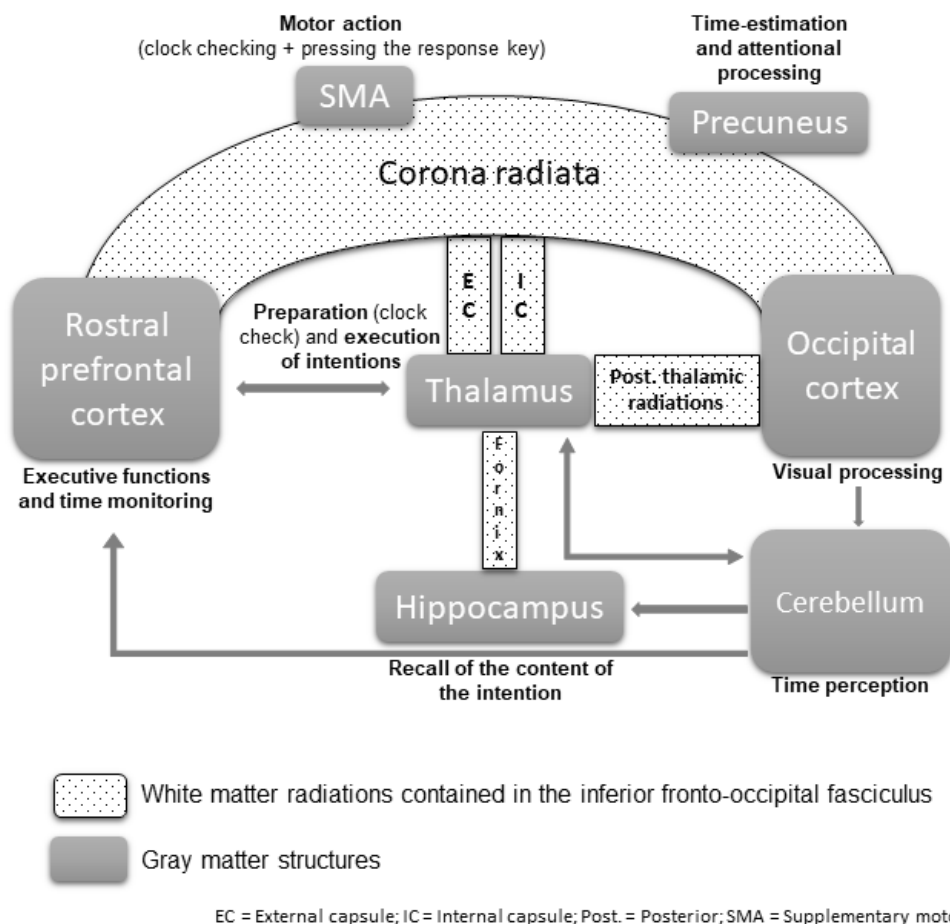 Motor action
(clock checking + pressing the response key)
Time-estimation
and attentional
processing
SMA
Precuneus
Corona radiata
E
C
I
C
Rostral
prefrontal
cortex
Preparation (clock
check) and execution
of intentions
Thalamus
Post. thalamic
radiations
Occipital
cortex
Executive functions
and time monitoring
Visual processing
F
o
r
n
i
x
Hippocampus
Cerebellum
Recall of the content of
the intention
Time perception
White matter radiations contained in the inferior fronto-occipital fasciculus
Gray matter structures
EC = External capsule; IC = Internal capsule; Post. = Posterior; SMA = Supplementary moto